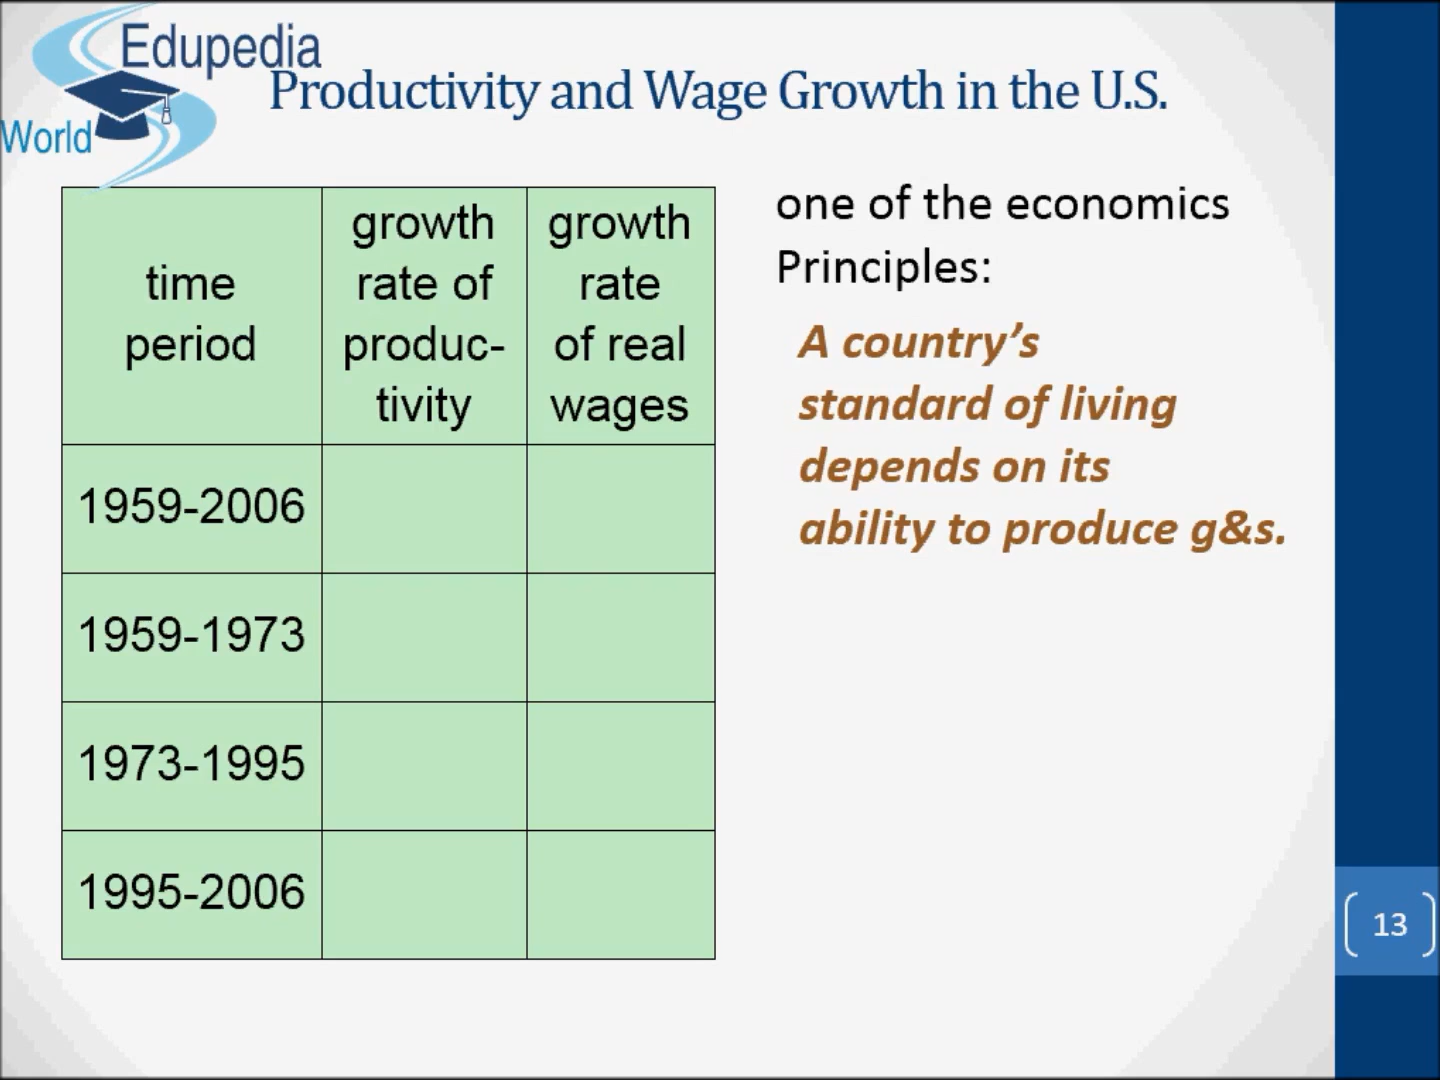 Edupedia
World
Productivity and Wage Growth in the U.S.
time
period
growth
rate of
produc-
tivity
growth
rate
of real
wages
1959-2006
1959-1973
1973-1995
1995-2006
one of the economics
Principles:
A country’s
standard of living
depends on its
ability to produce g&s.
13